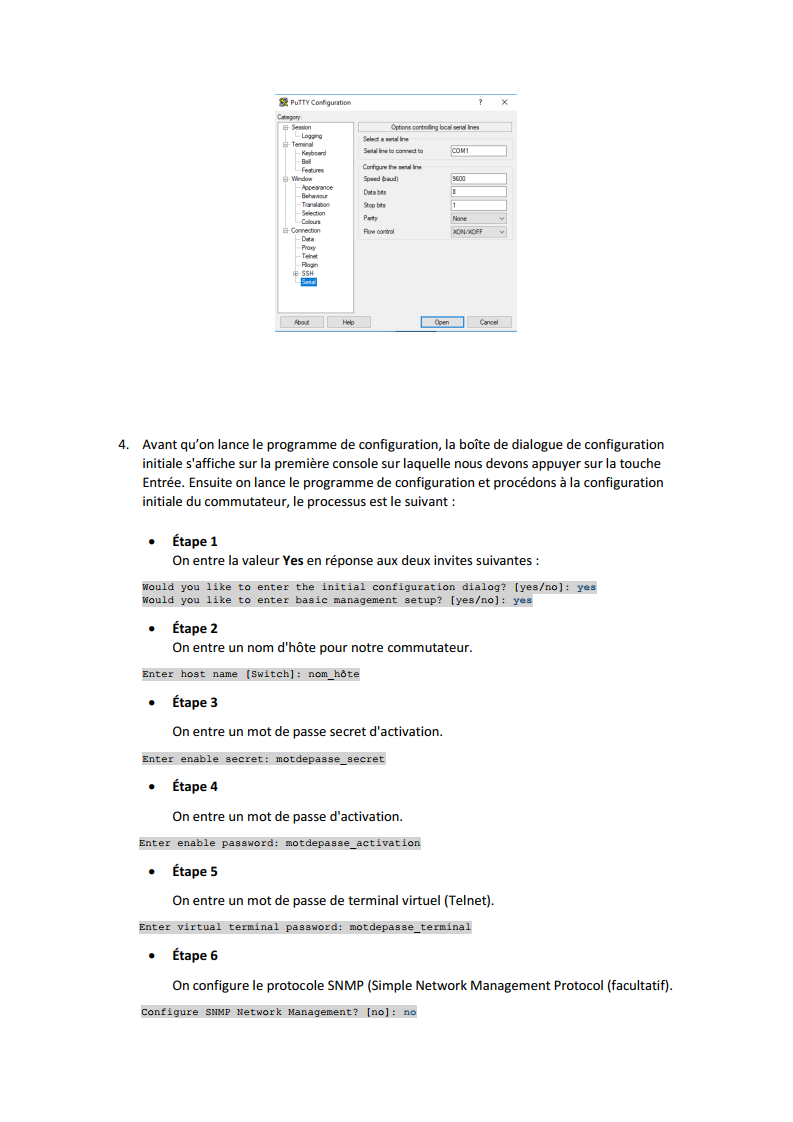 PuTTY Configuration
? ×
Category:
Session
Logging
Terminal
Keyboard
Bell
Features
Window
Appearance
Behaviour
Translation
Selection
Colours
Connection
Data
Proxy
Telnet
Rlogin
SSH
Serial
Options controlling local serial lines
Select a serial line
Serial line to connect to COM1
Configure the serial line
Speed (baud) 9600
Data bits 8
Stop bits 1
Parity None
Flow control XON/XOFF
About Help Open Cancel
4. Avant qu’on lance le programme de configuration, la boîte de dialogue de configuration
initiale s'affiche sur la première console sur laquelle nous devons appuyer sur la touche
Entrée. Ensuite on lance le programme de configuration et procédons à la configuration
initiale du commutateur, le processus est le suivant :
• Étape 1
On entre la valeur Yes en réponse aux deux invites suivantes :
Would you like to enter the initial configuration dialog? [yes/no]: yes
Would you like to enter basic management setup? [yes/no]: yes
• Étape 2
On entre un nom d'hôte pour notre commutateur.
Enter host name [Switch]: nom_hôte
• Étape 3
On entre un mot de passe secret d'activation.
Enter enable secret: motdepasse_secret
• Étape 4
On entre un mot de passe d'activation.
Enter enable password: motdepasse_activation
• Étape 5
On entre un mot de passe de terminal virtuel (Telnet).
Enter virtual terminal password: motdepasse_terminal
• Étape 6
On configure le protocole SNMP (Simple Network Management Protocol (facultatif).
Configure SNMP Network Management? [no]: no